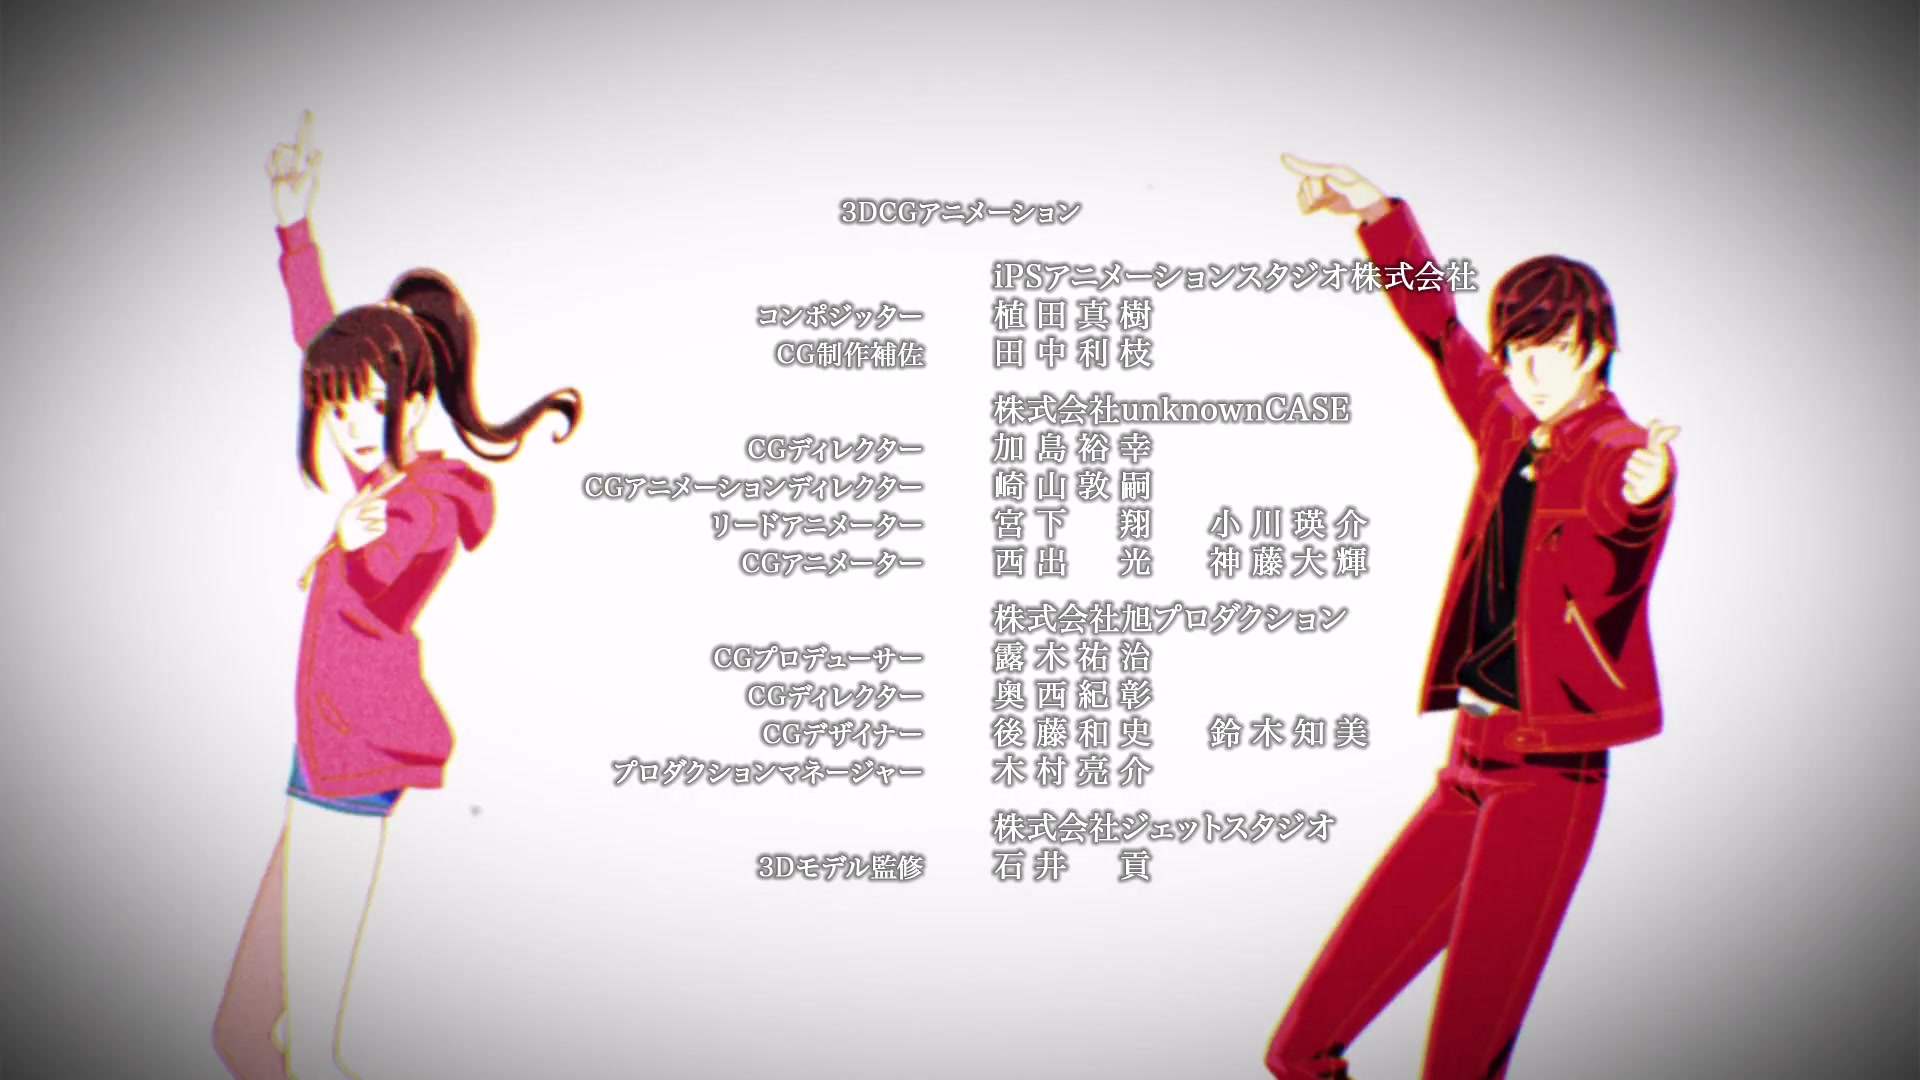 3DCGアニメーション
iPSアニメーションスタジオ株式会社
コンポジッター 植田真樹
CG制作補佐 田中利枝
株式会社unknownCASE
CGディレクター 加島裕幸
CGアニメーションディレクター 崎山敦嗣
リードアニメーター 宮下 翔 小川瑛介
CGアニメーター 西出 光 神藤大輝
株式会社旭プロダクション
CGプロデューサー 露木祐治
CGディレクター 奥西紀彰
CGデザイナー 後藤和史 鈴木知美
プロダクションマネージャー 木村亮介
株式会社ジェットスタジオ
3Dモデル監修 石井 貢